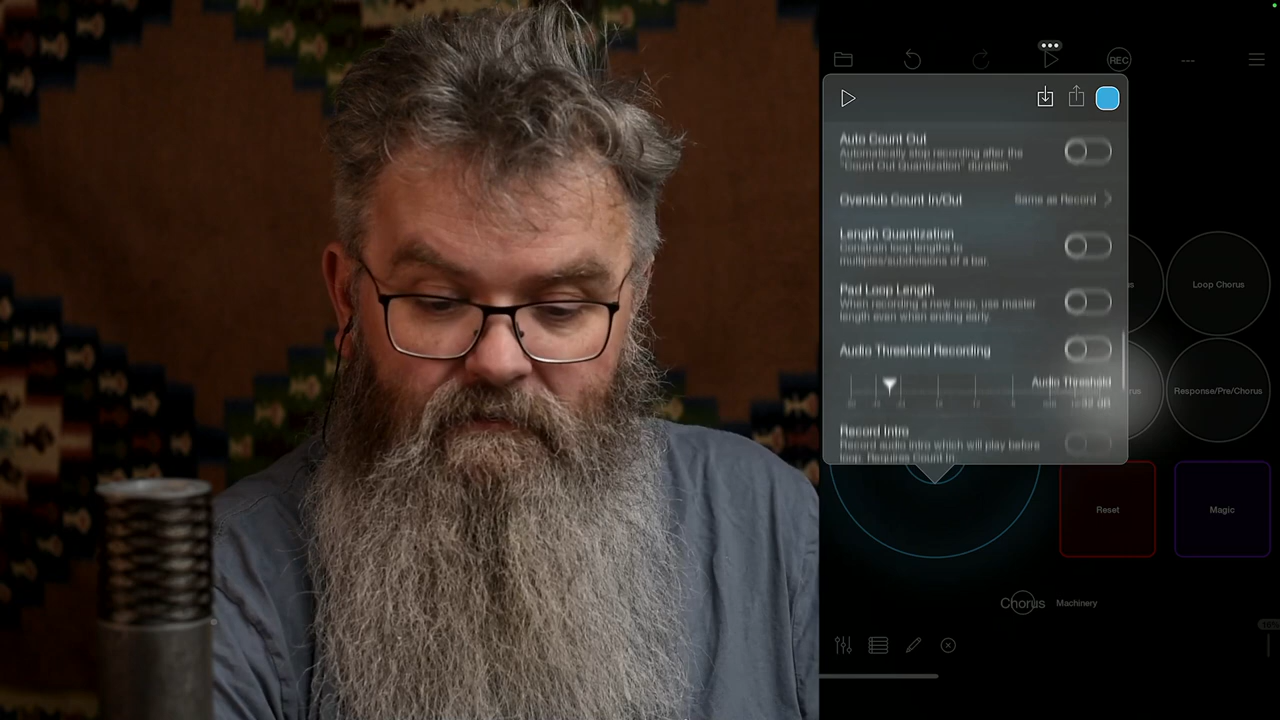 REC
---
Auto Count Out
Automatically stop recording after the
"Count Out Quantization" duration.
Overdub Count In/Out
Same as Record
Length Quantization
Constrain loop lengths to
multiples/subdivisions of a bar.
Pad Loop Length
When recording a new loop, use master
length even when ending early.
Audio Threshold Recording
Audio Threshold
Record Intro
Record audio intro which will play before
loop. Requires Count In
Loop Chorus
Response/Pre/Chorus
Reset
Magic
Chorus
Machinery